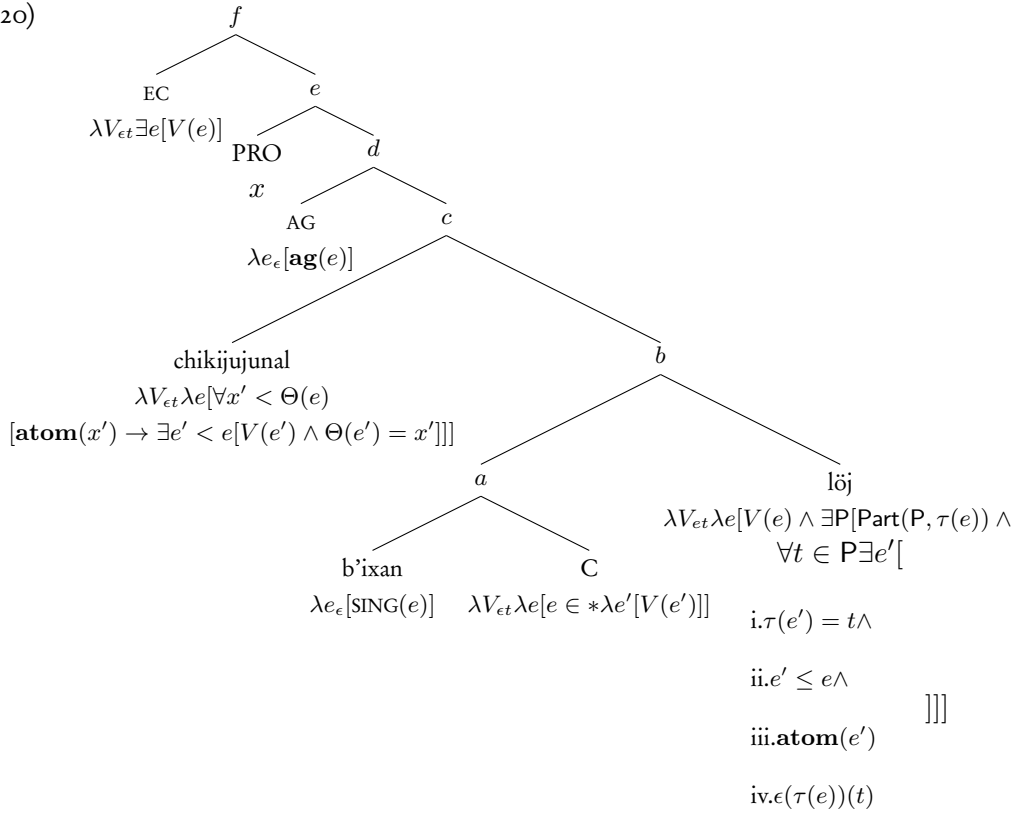 20)
f
EC
λV_{ϵt}∃e[V(e)]
e
PRO
x
d
AG
λe_ϵ[ag(e)]
c
chikijujunal
λV_{ϵt}λe[∀x′ < Θ(e)
[atom(x′) → ∃e′ < e[V(e′) ∧ Θ(e′) = x′]]]
b
a
b'ixan
λe_ϵ[SING(e)]
C
λV_{ϵt}λe[e ∈ ∗λe′[V(e′)]]
löj
λV_{et}λe[V(e) ∧ ∃P[Part(P, τ(e)) ∧
∀t ∈ P∃e′[
i.τ(e′) = t∧
ii.e′ ≤ e∧
]]]
iii.atom(e′)
iv.ϵ(τ(e))(t)